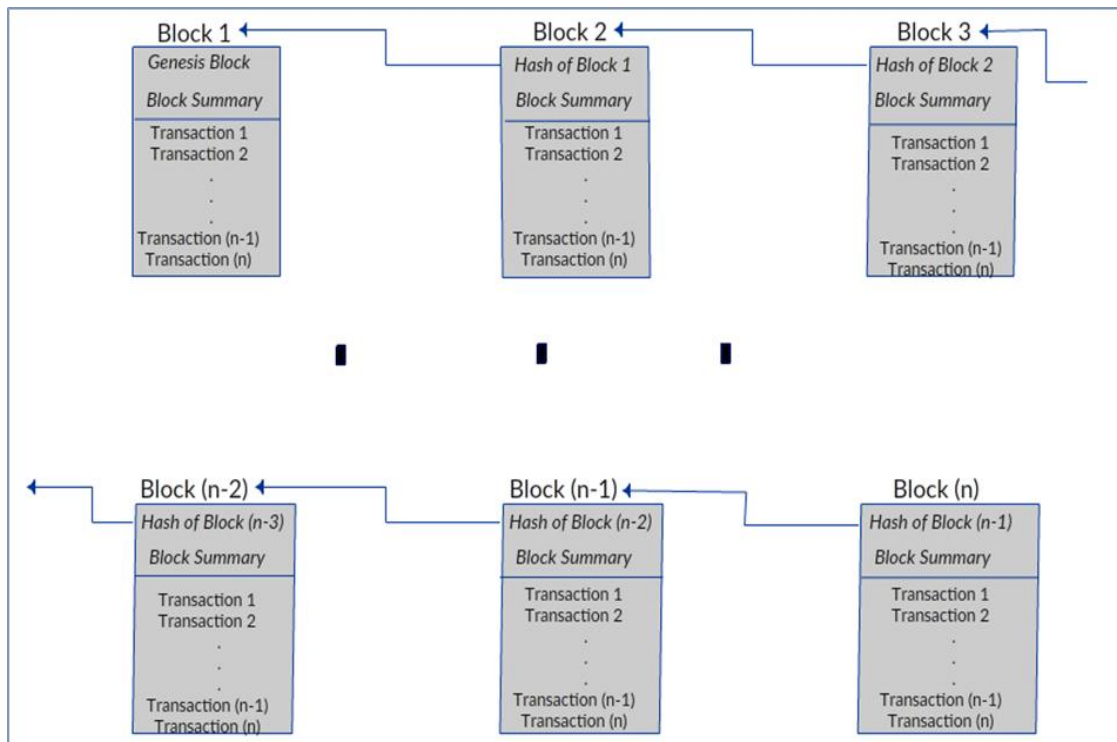 Block 1
Genesis Block
Block Summary
Transaction 1
Transaction 2
.
.
.
Transaction (n-1)
Transaction (n)
Block 2
Hash of Block 1
Block Summary
Transaction 1
Transaction 2
.
.
.
Transaction (n-1)
Transaction (n)
Block 3
Hash of Block 2
Block Summary
Transaction 1
Transaction 2
.
.
.
Transaction (n-1)
Transaction (n)
Block (n-2)
Hash of Block (n-3)
Block Summary
Transaction 1
Transaction 2
.
.
.
Transaction (n-1)
Transaction (n)
Block (n-1)
Hash of Block (n-2)
Block Summary
Transaction 1
Transaction 2
.
.
.
Transaction (n-1)
Transaction (n)
Block (n)
Hash of Block (n-1)
Block Summary
Transaction 1
Transaction 2
.
.
.
Transaction (n-1)
Transaction (n)